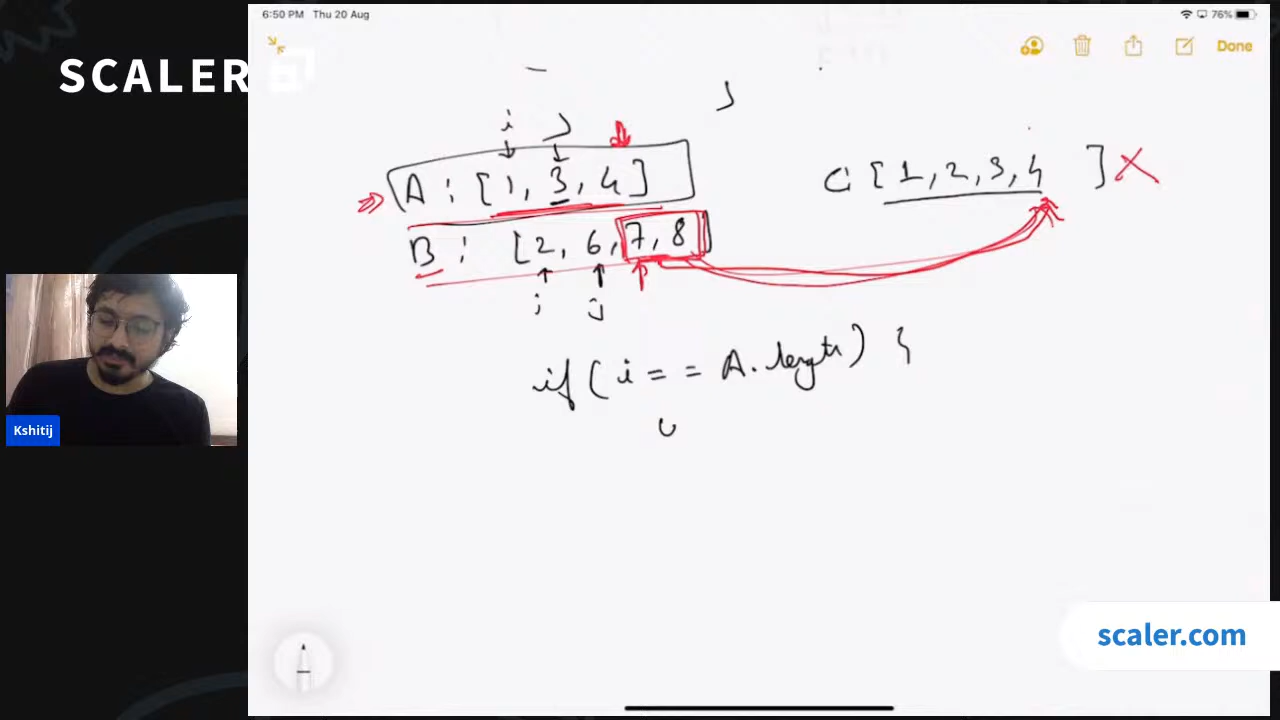 6:50 PM Thu 20 Aug
76%
SCALER
Done
i j
A : [1, 3, 4]
C: [1, 2, 3, 4 ] X
B : [2, 6, 7, 8]
i j
if ( i == A.length) {
Kshitij
scaler.com